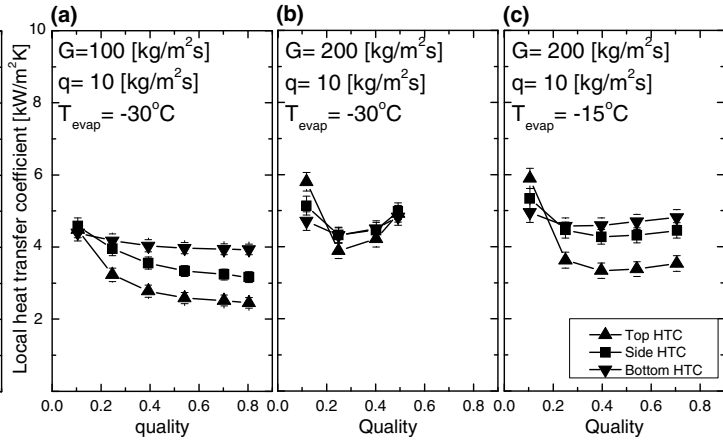 (a)
(b)
(c)
Local heat transfer coefficient [kW/m²K]
10
8
6
4
2
G=100 [kg/m²s]
q= 10 [kg/m²s]
T_evap = -30°C
G= 200 [kg/m²s]
q= 10 [kg/m²s]
T_evap = -30°C
G= 200 [kg/m²s]
q= 10 [kg/m²s]
T_evap = -15°C
Top HTC
Side HTC
Bottom HTC
0.0 0.2 0.4 0.6 0.8
0.0 0.2 0.4 0.6 0.8
0.0 0.2 0.4 0.6 0.8
quality
Quality
Quality